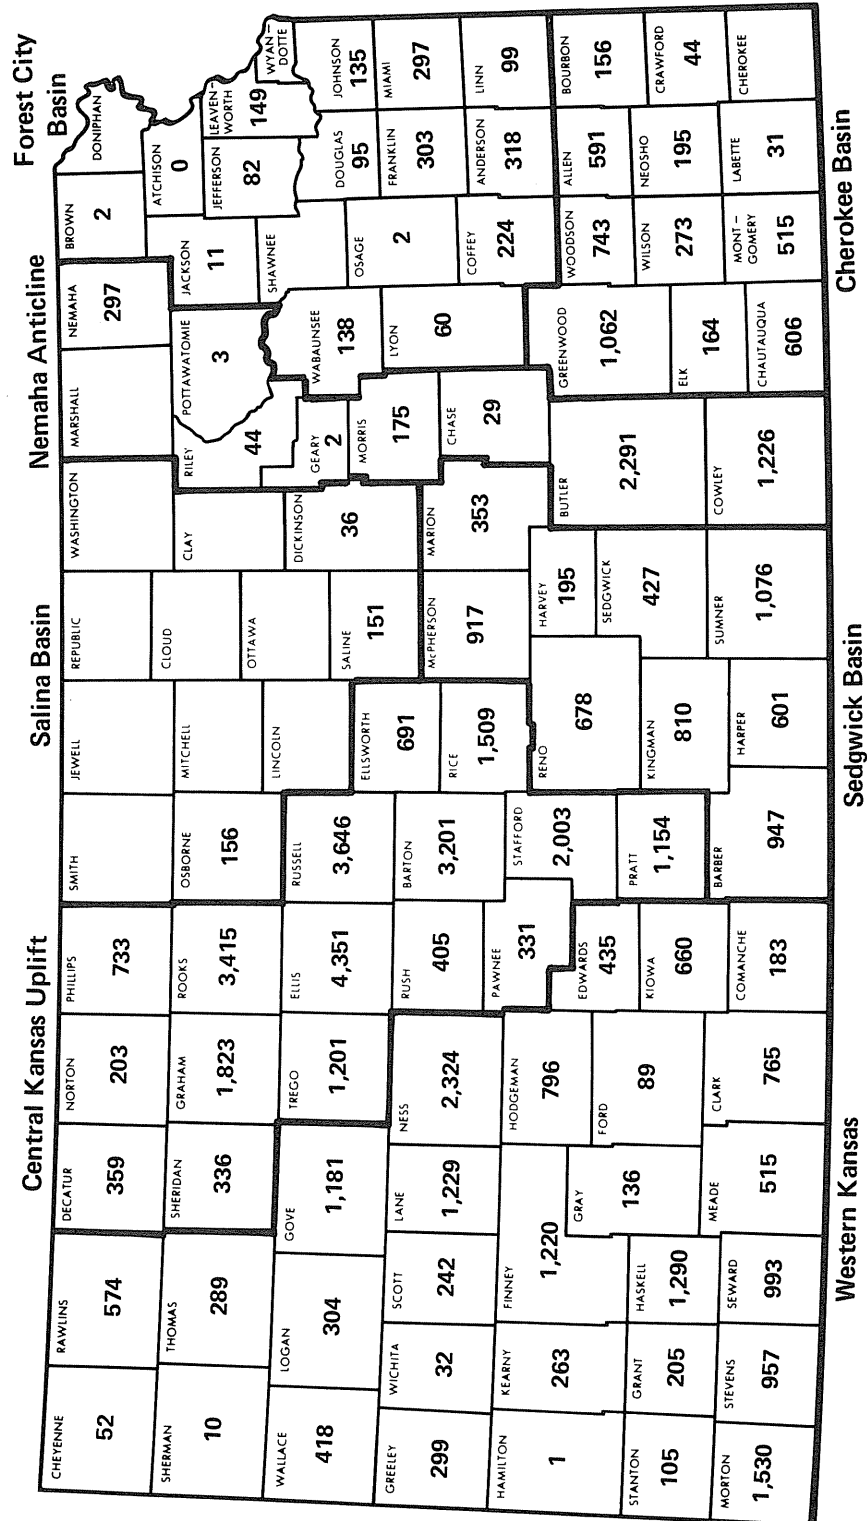 Central Kansas Uplift
Salina Basin
Nemaha Anticline
Forest City
Basin
CHEYENNE
52
RAWLINS
574
DECATUR
359
NORTON
203
PHILLIPS
733
SMITH
JEWELL
REPUBLIC
WASHINGTON
MARSHALL
NEMAHA
297
BROWN
2
DONIPHAN
SHERMAN
10
THOMAS
289
SHERIDAN
336
GRAHAM
1,823
ROOKS
3,415
OSBORNE
156
MITCHELL
CLOUD
CLAY
RILEY
44
POTTAWATOMIE
3
JACKSON
11
ATCHISON
0
JEFFERSON
82
LEAVEN-
WORTH
149
WYAN-
DOTTE
WALLACE
418
LOGAN
304
GOVE
1,181
TREGO
1,201
ELLIS
4,351
RUSSELL
3,646
LINCOLN
OTTAWA
DICKINSON
36
GEARY
2
WABAUNSEE
138
SHAWNEE
DOUGLAS
95
JOHNSON
135
GREELEY
299
WICHITA
32
SCOTT
242
LANE
1,229
NESS
2,324
RUSH
405
BARTON
3,201
ELLSWORTH
691
SALINE
151
MORRIS
175
LYON
60
OSAGE
2
FRANKLIN
303
MIAMI
297
HAMILTON
1
KEARNY
263
FINNEY
1,220
HODGEMAN
796
PAWNEE
331
STAFFORD
2,003
RICE
1,509
McPHERSON
917
MARION
353
CHASE
29
COFFEY
224
ANDERSON
318
LINN
99
STANTON
105
GRANT
205
HASKELL
1,290
GRAY
136
FORD
89
EDWARDS
435
KIOWA
660
PRATT
1,154
RENO
678
KINGMAN
810
HARVEY
195
SEDGWICK
427
BUTLER
2,291
GREENWOOD
1,062
WOODSON
743
ALLEN
591
BOURBON
156
ELK
164
WILSON
273
NEOSHO
195
CRAWFORD
44
MORTON
1,530
STEVENS
957
SEWARD
993
MEADE
515
CLARK
765
COMANCHE
183
BARBER
947
HARPER
601
SUMNER
1,076
COWLEY
1,226
CHAUTAUQUA
606
MONT-
GOMERY
515
LABETTE
31
CHEROKEE
Western Kansas
Sedgwick Basin
Cherokee Basin